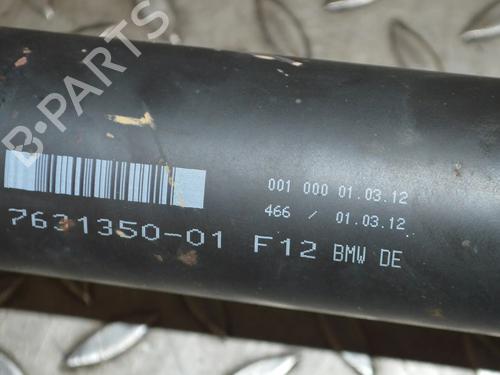 B-PARTS
001 000 01.03.12
466 / 01.03.12
7631350-01 F12 BMW DE